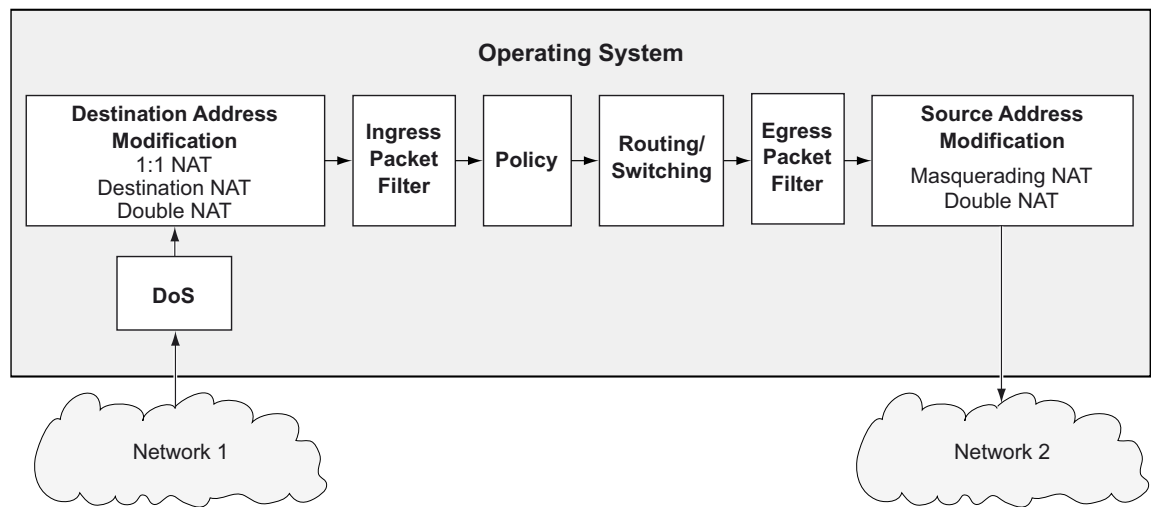 Operating System
Destination Address
Modification
1:1 NAT
Destination NAT
Double NAT
Ingress
Packet
Filter
Policy
Routing/
Switching
Egress
Packet
Filter
Source Address
Modification
Masquerading NAT
Double NAT
DoS
Network 1
Network 2